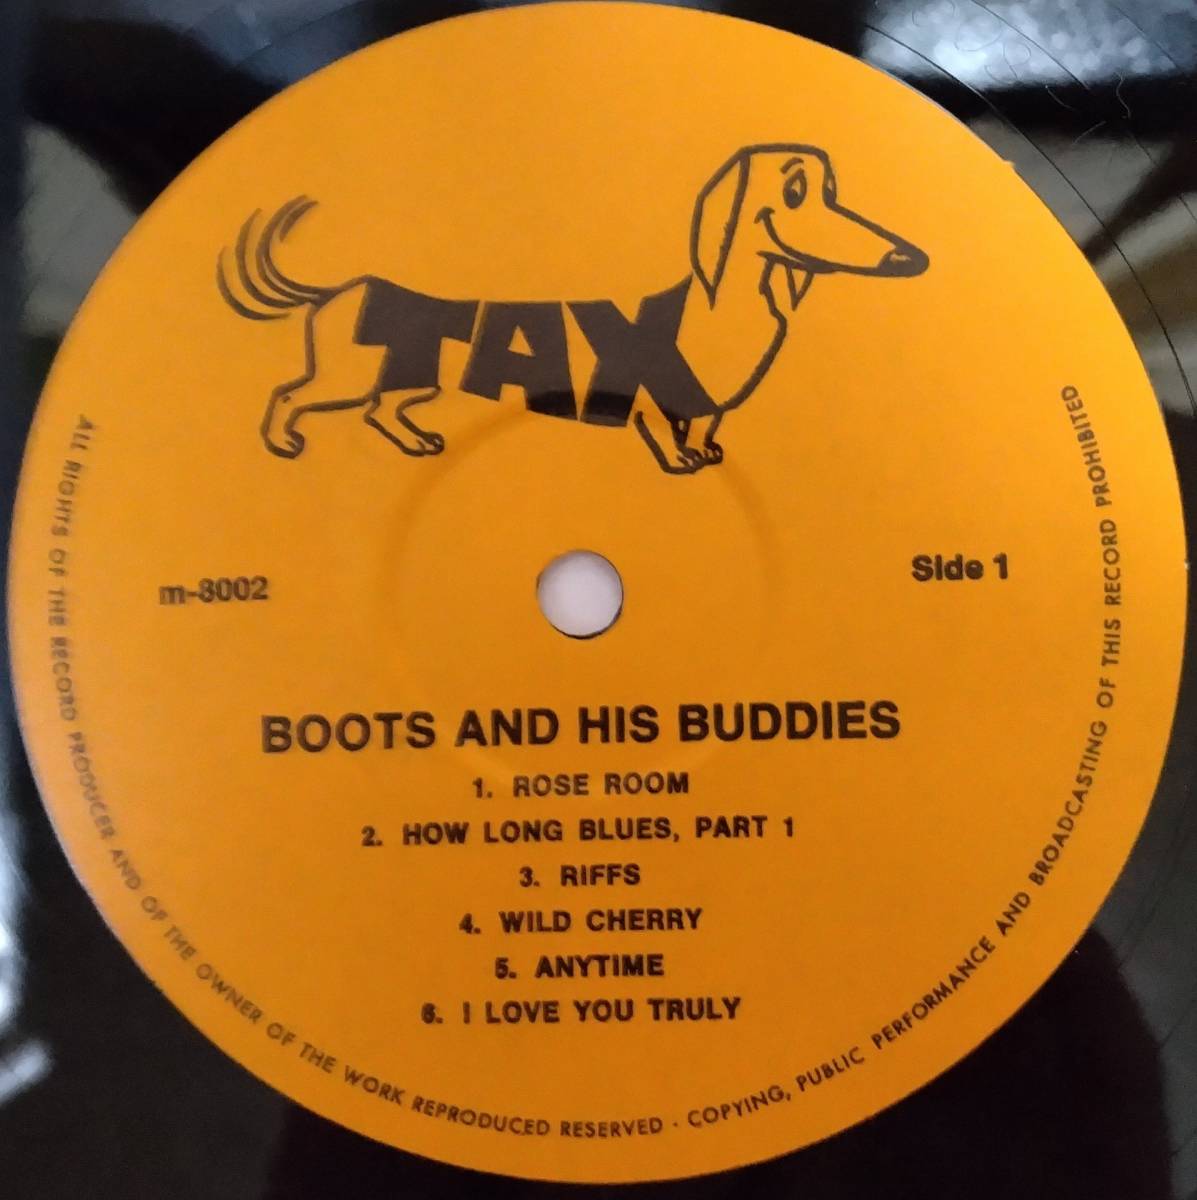 TAX
m-8002
Side 1
BOOTS AND HIS BUDDIES
1. ROSE ROOM
2. HOW LONG BLUES, PART 1
3. RIFFS
4. WILD CHERRY
5. ANYTIME
6. I LOVE YOU TRULY
ALL RIGHTS OF THE RECORD PRODUCER AND OF THE OWNER OF THE WORK REPRODUCED RESERVED · COPYING, PUBLIC PERFORMANCE AND BROADCASTING OF THIS RECORD PROHIBITED